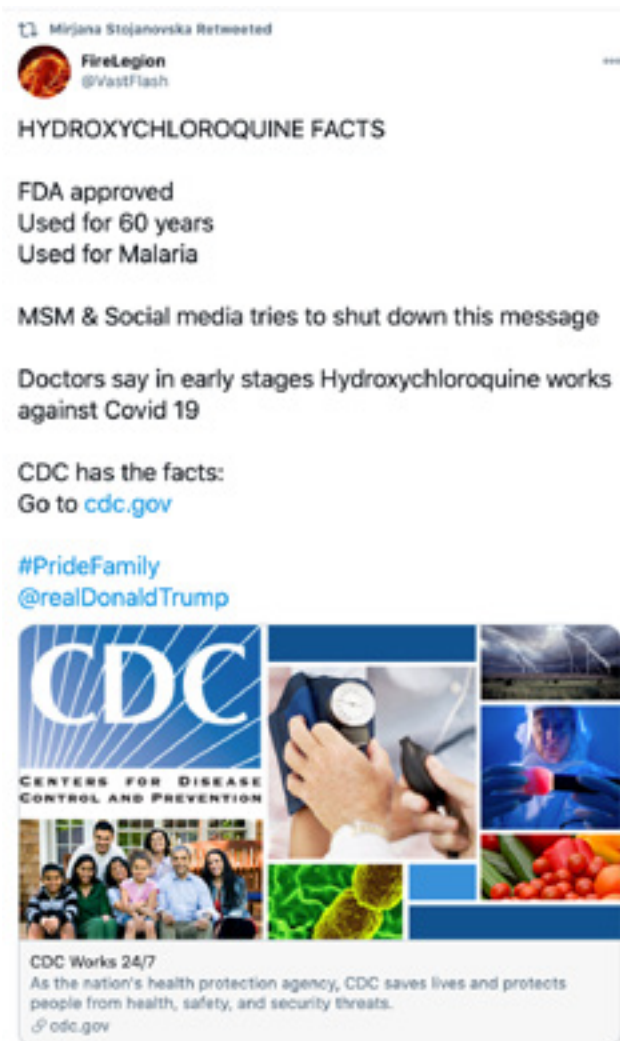 Mirjana Stojanovska Retweeted
FireLegion
@VastFlash
HYDROXYCHLOROQUINE FACTS
FDA approved
Used for 60 years
Used for Malaria
MSM & Social media tries to shut down this message
Doctors say in early stages Hydroxychloroquine works
against Covid 19
CDC has the facts:
Go to cdc.gov
#PrideFamily
@realDonaldTrump
CDC
CENTERS FOR DISEASE
CONTROL AND PREVENTION
CDC Works 24/7
As the nation's health protection agency, CDC saves lives and protects
people from health, safety, and security threats.
cdc.gov